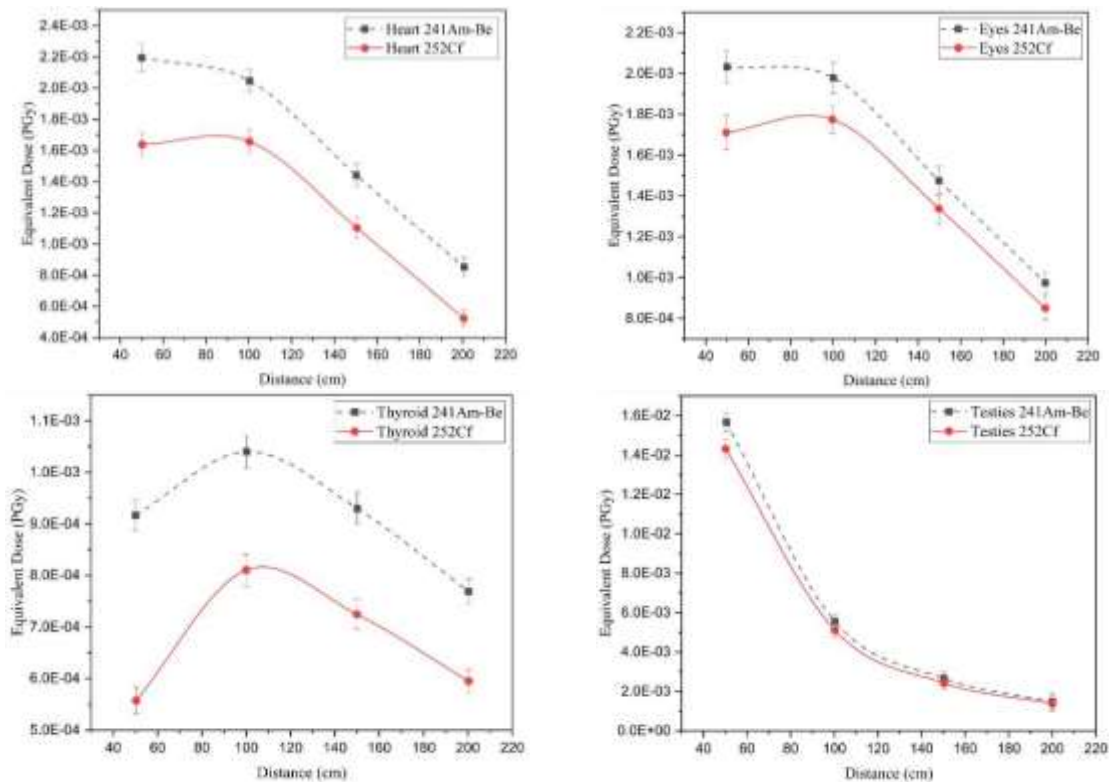 2.4E-03
2.2E-03
2.0E-03
1.8E-03
1.6E-03
1.4E-03
1.2E-03
1.0E-03
8.0E-04
6.0E-04
4.0E-04
Equivalent Dose (PGy)
Heart 241Am-Be
Heart 252Cf
40 60 80 100 120 140 160 180 200 220
Distance (cm)
2.2E-03
2.0E-03
1.8E-03
1.6E-03
1.4E-03
1.2E-03
1.0E-03
8.0E-04
Equivalent Dose (PGy)
Eyes 241Am-Be
Eyes 252Cf
40 60 80 100 120 140 160 180 200 220
Distance (cm)
1.1E-03
1.0E-03
9.0E-04
8.0E-04
7.0E-04
6.0E-04
5.0E-04
Equivalent Dose (PGy)
Thyroid 241Am-Be
Thyroid 252Cf
40 60 80 100 120 140 160 180 200 220
Distance (cm)
1.6E-02
1.4E-02
1.2E-02
1.0E-02
8.0E-03
6.0E-03
4.0E-03
2.0E-03
0.0E+00
Equivalent Dose (PGy)
Testies 241Am-Be
Testies 252Cf
40 60 80 100 120 140 160 180 200 220
Distance (cm)